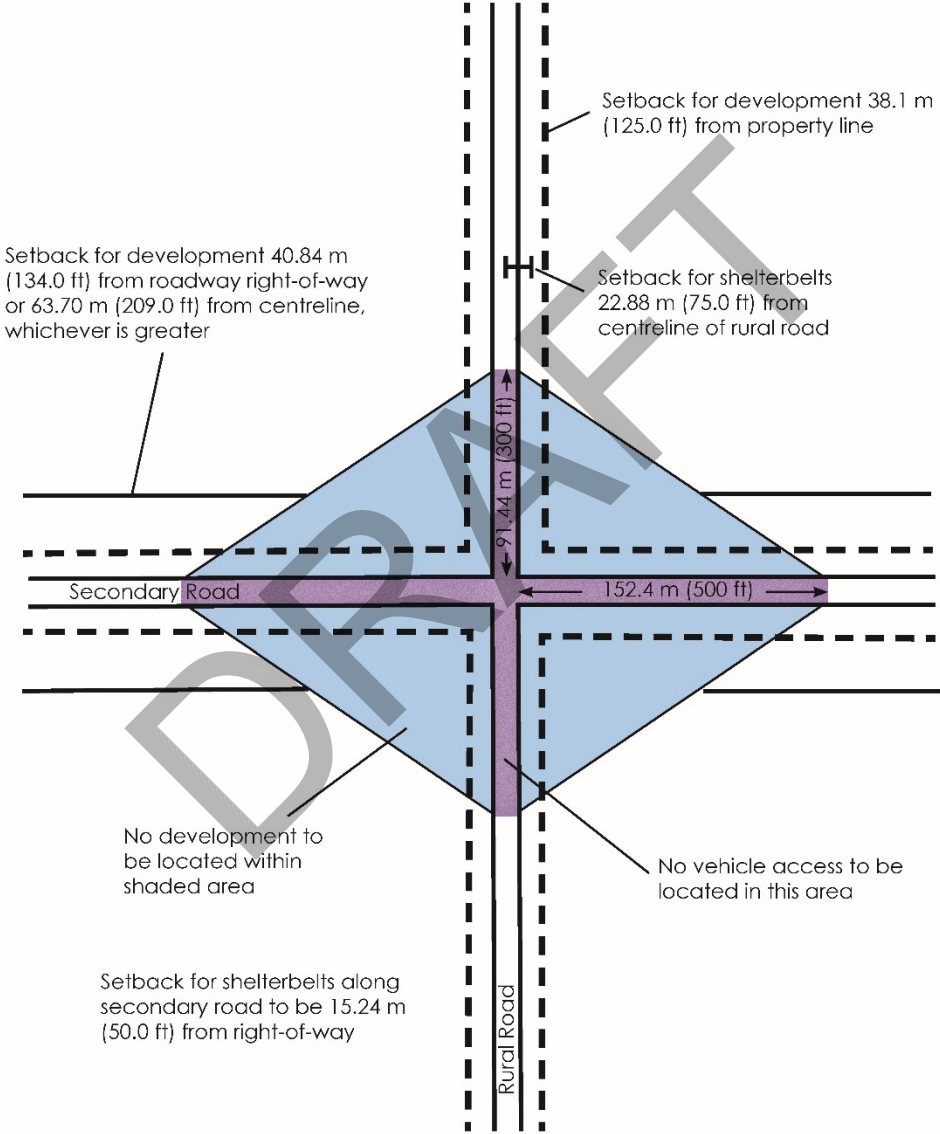 Setback for development 38.1 m
(125.0 ft) from property line
Setback for development 40.84 m
(134.0 ft) from roadway right-of-way
or 63.70 m (209.0 ft) from centreline,
whichever is greater
Setback for shelterbelts
22.88 m (75.0 ft) from
centreline of rural road
91.44 m (300 ft)
Secondary Road
152.4 m (500 ft)
DRAFT
No development to
be located within
shaded area
No vehicle access to be
located in this area
Setback for shelterbelts along
secondary road to be 15.24 m
(50.0 ft) from right-of-way
Rural Road